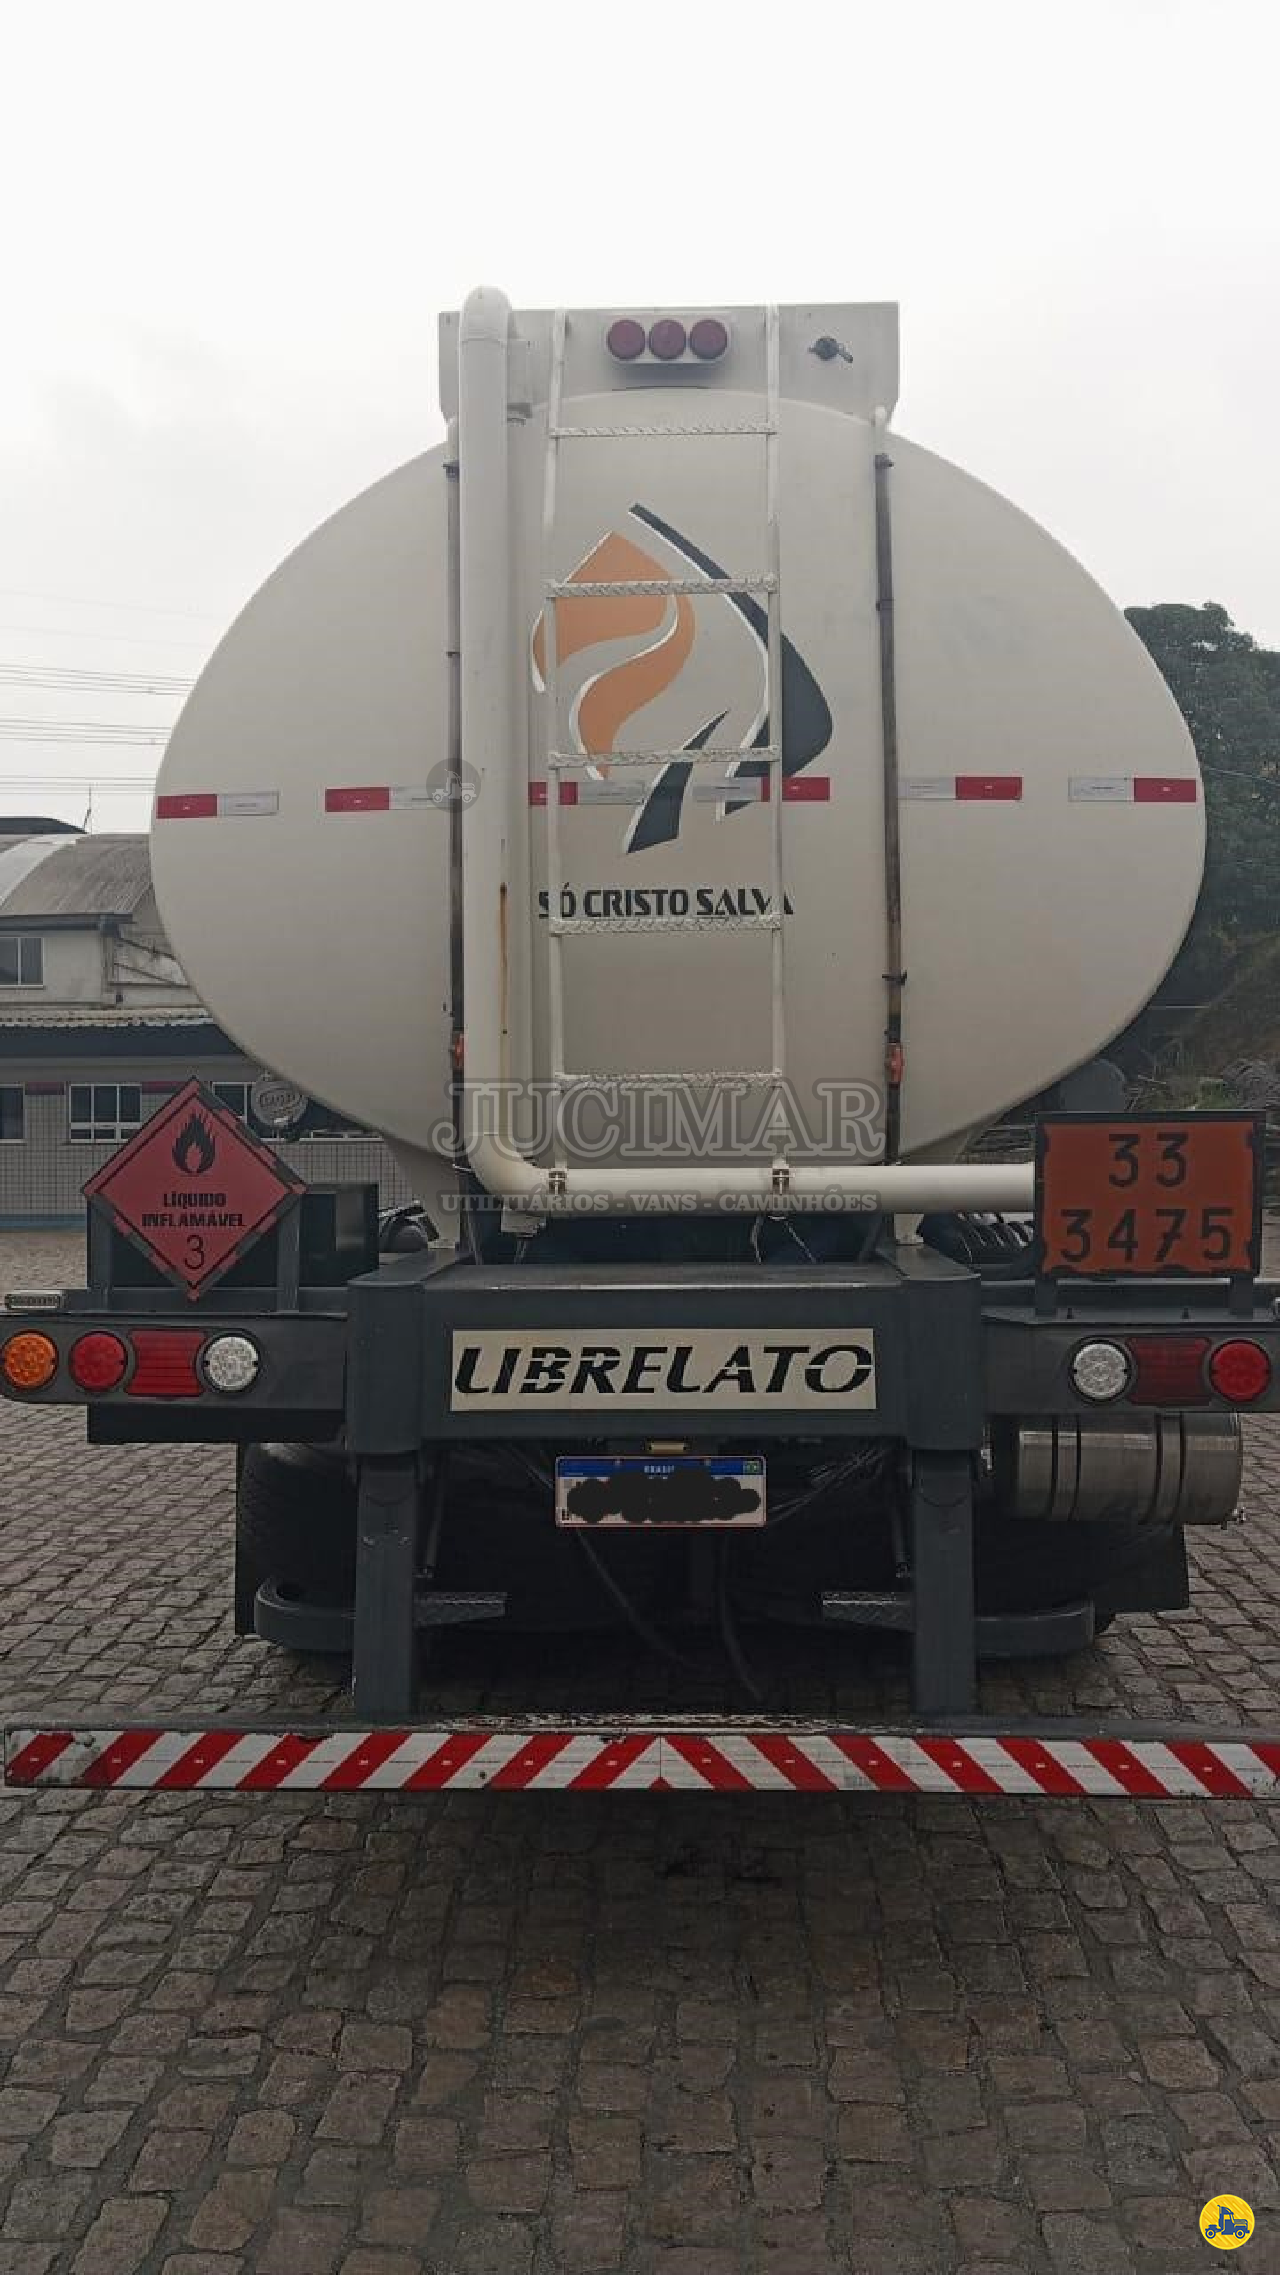 SÓ CRISTO SALVA
JUCIMAR
UTILITÁRIOS - VANS - CAMINHÕES
LÍQUIDO
INFLAMÁVEL
3
33
3475
LIBRELATO
BRASIL